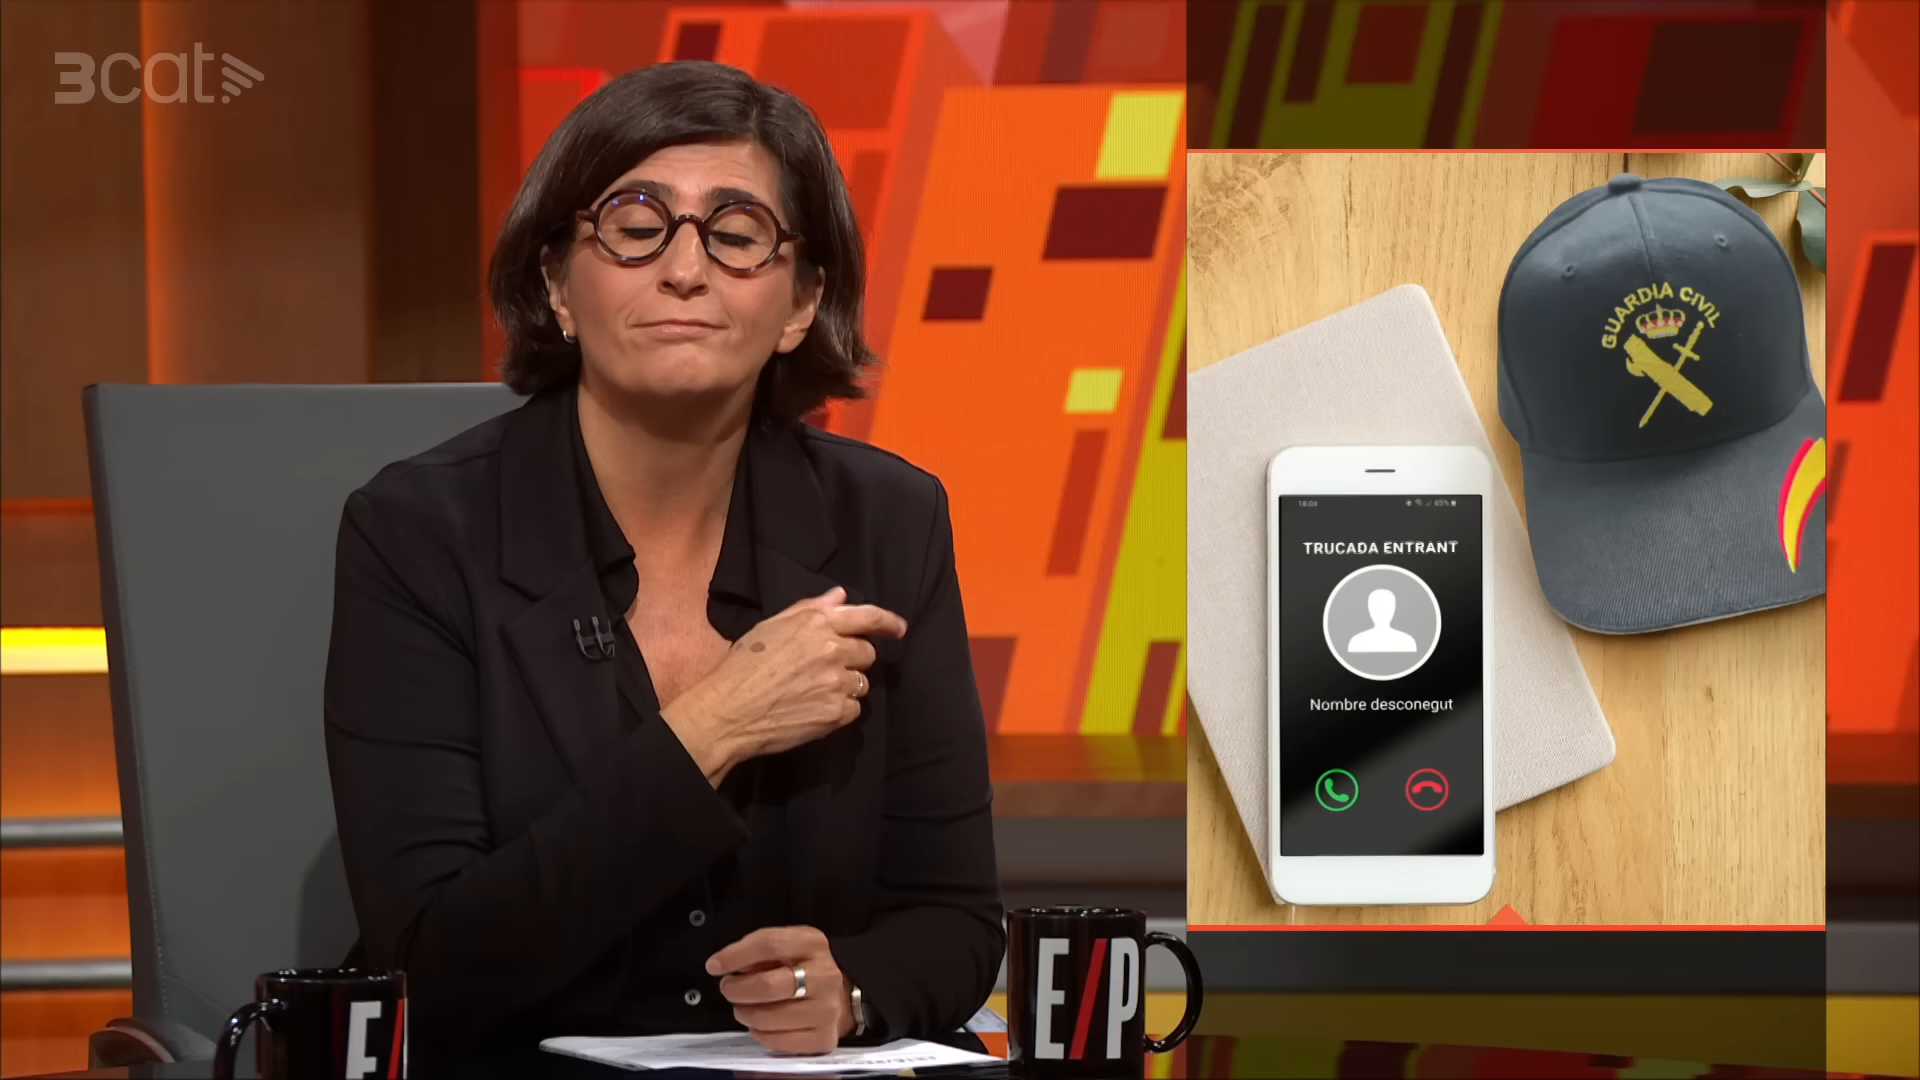 3cat
GUARDIA CIVIL
TRUCADA ENTRANT
Nombre desconegut
E/P
E/